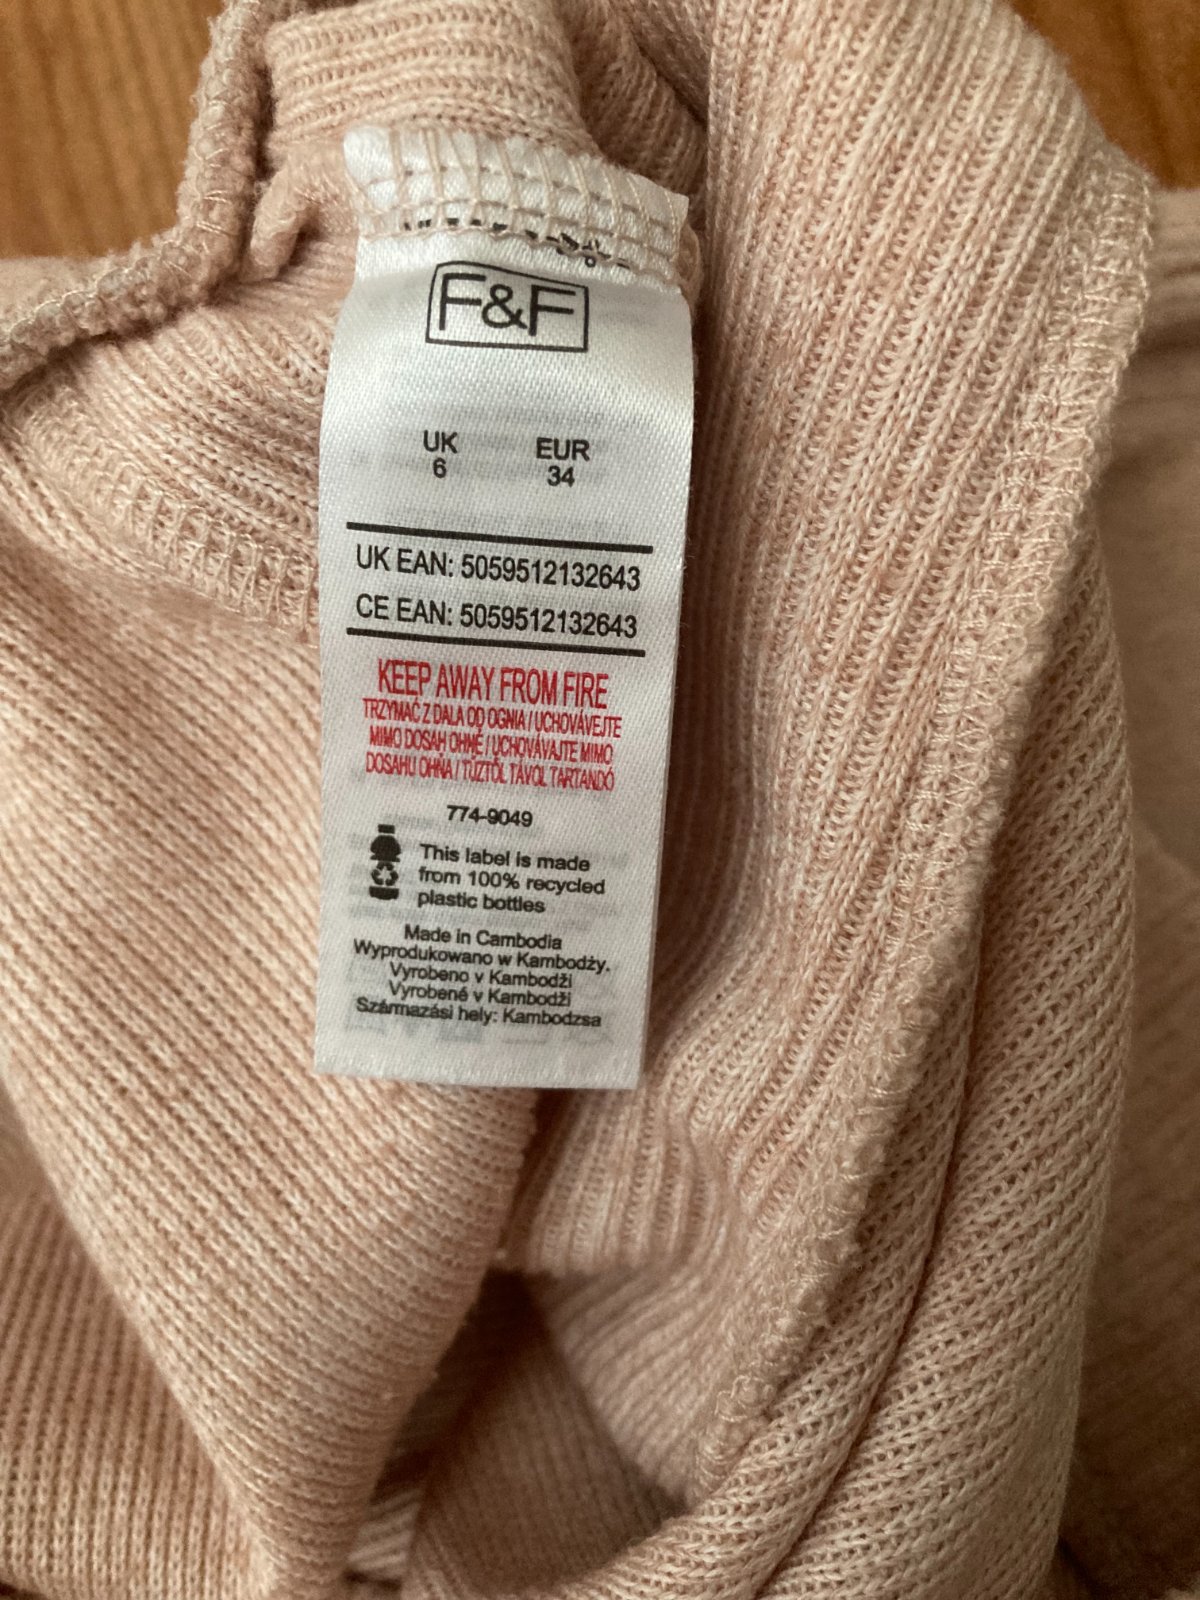 F&F
UK EUR
6 34
UK EAN: 5059512132643
CE EAN: 5059512132643
KEEP AWAY FROM FIRE
TRZYMAĆ Z DALA OD OGNIA / UCHOVÁVEJTE
MIMO DOSAH OHNĚ / UCHOVÁVAJTE MIMO
DOSAHU OHŇA / TŰZTŐL TÁVOL TARTANDÓ
774-9049
This label is made
from 100% recycled
plastic bottles
Made in Cambodia
Wyprodukowano w Kambodży.
Vyrobeno v Kambodži
Vyrobené v Kambodži
Származási hely: Kambodzsa